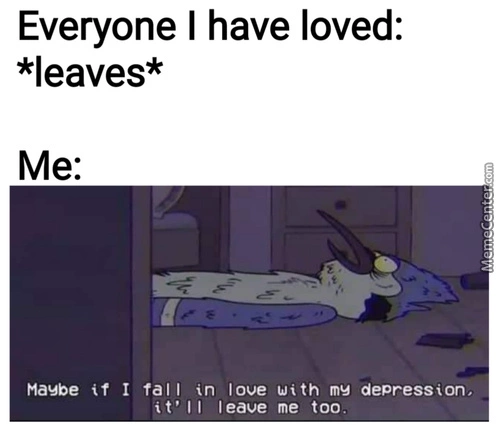 Everyone I have loved:
*leaves*
Me:
MemeCenter.com
Maybe if I fall in love with my depression,
it'll leave me too.